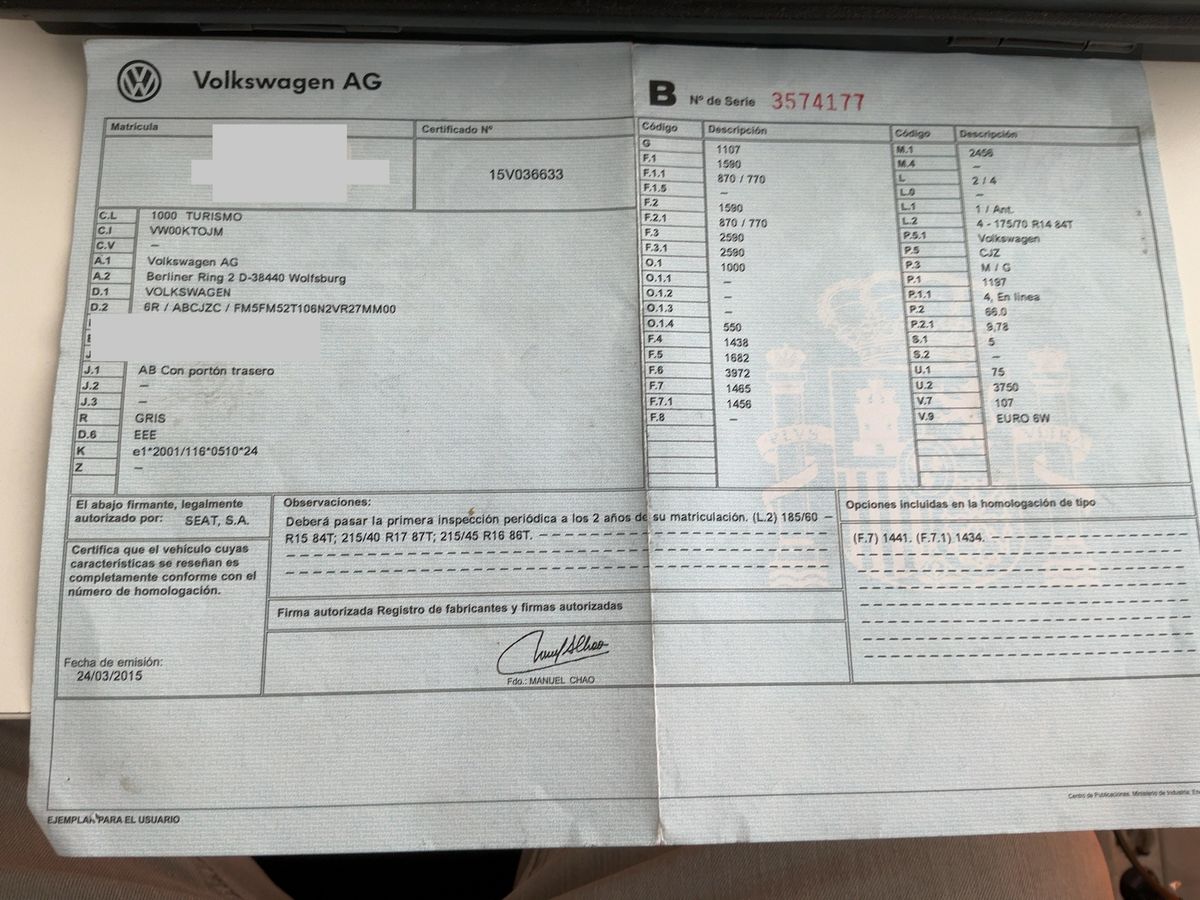 Volkswagen AG
B Nº de Serie 3574177
Matrícula
Certificado Nº
15V036633
C.L 1000 TURISMO
C.I VW00KTOJM
C.V –
A.1 Volkswagen AG
A.2 Berliner Ring 2 D-38440 Wolfsburg
D.1 VOLKSWAGEN
D.2 6R / ABCJZC / FM5FM52T106N2VR27MM00
J.1 AB Con portón trasero
J.2 –
J.3 –
R GRIS
D.6 EEE
K e1*2001/116*0510*24
Z –
Código Descripción
G 1107
F.1 1590
F.1.1 870 / 770
F.1.5 –
F.2 1590
F.2.1 870 / 770
F.3 2590
F.3.1 2590
O.1 1000
O.1.1 –
O.1.2 –
O.1.3 –
O.1.4 550
F.4 1438
F.5 1682
F.6 3972
F.7 1465
F.7.1 1456
F.8 –
Código Descripción
M.1 2456
M.4 –
L 2 / 4
L.0 –
L.1 1 / Ant.
L.2 4 - 175/70 R14 84T
P.5.1 Volkswagen
P.5 CJZ
P.3 M / G
P.1 1197
P.1.1 4, En línea
P.2 66.0
P.2.1 9,78
S.1 5
S.2 –
U.1 75
U.2 3750
V.7 107
V.9 EURO 6W
PLVS VLTRA
El abajo firmante, legalmente
autorizado por: SEAT, S.A.
Certifica que el vehículo cuyas
características se reseñan es
completamente conforme con el
número de homologación.
Fecha de emisión:
24/03/2015
Observaciones:
Deberá pasar la primera inspección periódica a los 2 años de su matriculación. (L.2) 185/60 –
R15 84T; 215/40 R17 87T; 215/45 R16 86T.
Firma autorizada Registro de fabricantes y firmas autorizadas
Fdo.: MANUEL CHAO
Opciones incluidas en la homologación de tipo
(F.7) 1441. (F.7.1) 1434.
EJEMPLAR PARA EL USUARIO
Centro de Publicaciones. Ministerio de Industria,